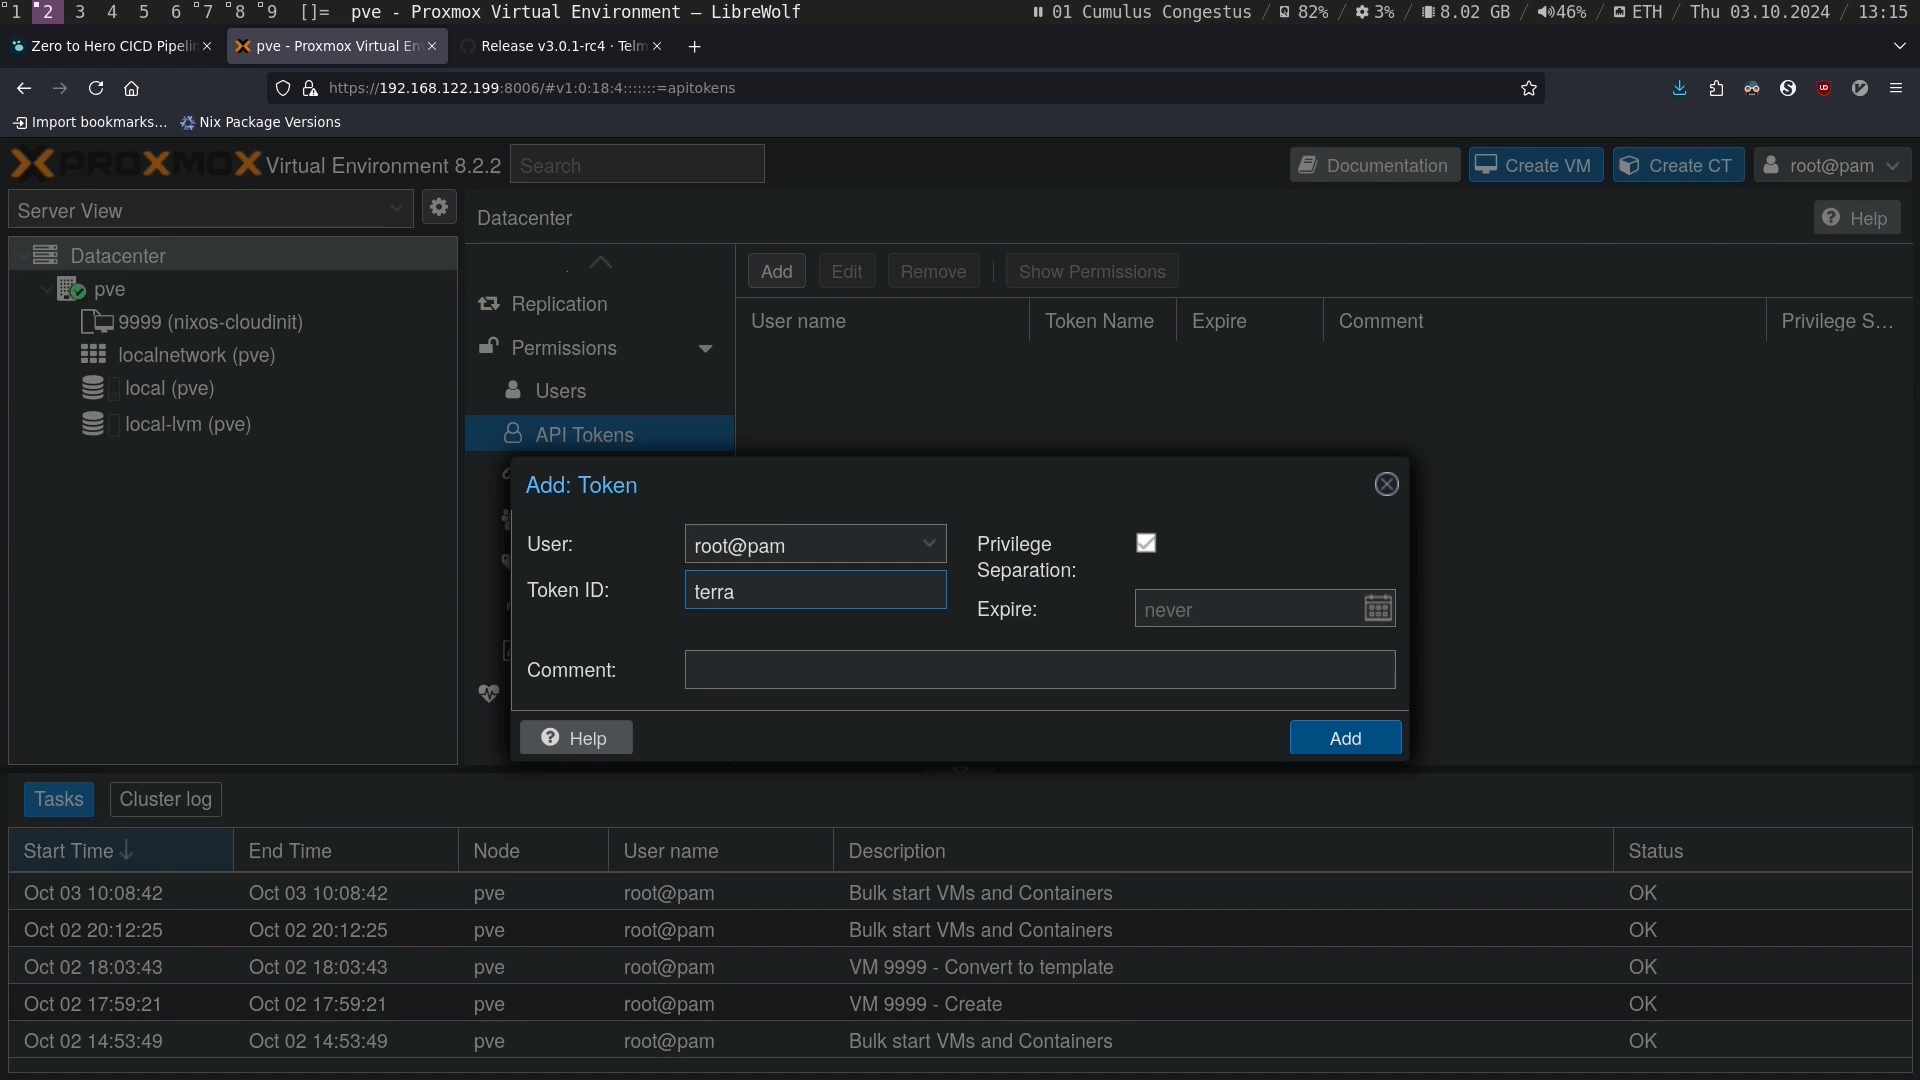 1 2 3 4 5 6 7 8 9 []= pve - Proxmox Virtual Environment — LibreWolf 01 Cumulus Congestus / 82% / 3% / 8.02 GB / 46% / ETH / Thu 03.10.2024 / 13:15
Zero to Hero CICD Pipelin × pve - Proxmox Virtual En × Release v3.0.1-rc4 · Telm × +
https://192.168.122.199:8006/#v1:0:18:4:::::::=apitokens
Import bookmarks... Nix Package Versions
PROXMOX Virtual Environment 8.2.2 Search Documentation Create VM Create CT root@pam
Server View
Datacenter Help
Datacenter
pve
9999 (nixos-cloudinit)
localnetwork (pve)
local (pve)
local-lvm (pve)
Replication
Permissions
Users
API Tokens
Add Edit Remove Show Permissions
User name Token Name Expire Comment Privilege S...
Add: Token
User: root@pam
Privilege
Separation:
Token ID: terra
Expire: never
Comment:
Help Add
Tasks Cluster log
Start Time End Time Node User name Description Status
Oct 03 10:08:42 Oct 03 10:08:42 pve root@pam Bulk start VMs and Containers OK
Oct 02 20:12:25 Oct 02 20:12:25 pve root@pam Bulk start VMs and Containers OK
Oct 02 18:03:43 Oct 02 18:03:43 pve root@pam VM 9999 - Convert to template OK
Oct 02 17:59:21 Oct 02 17:59:21 pve root@pam VM 9999 - Create OK
Oct 02 14:53:49 Oct 02 14:53:49 pve root@pam Bulk start VMs and Containers OK